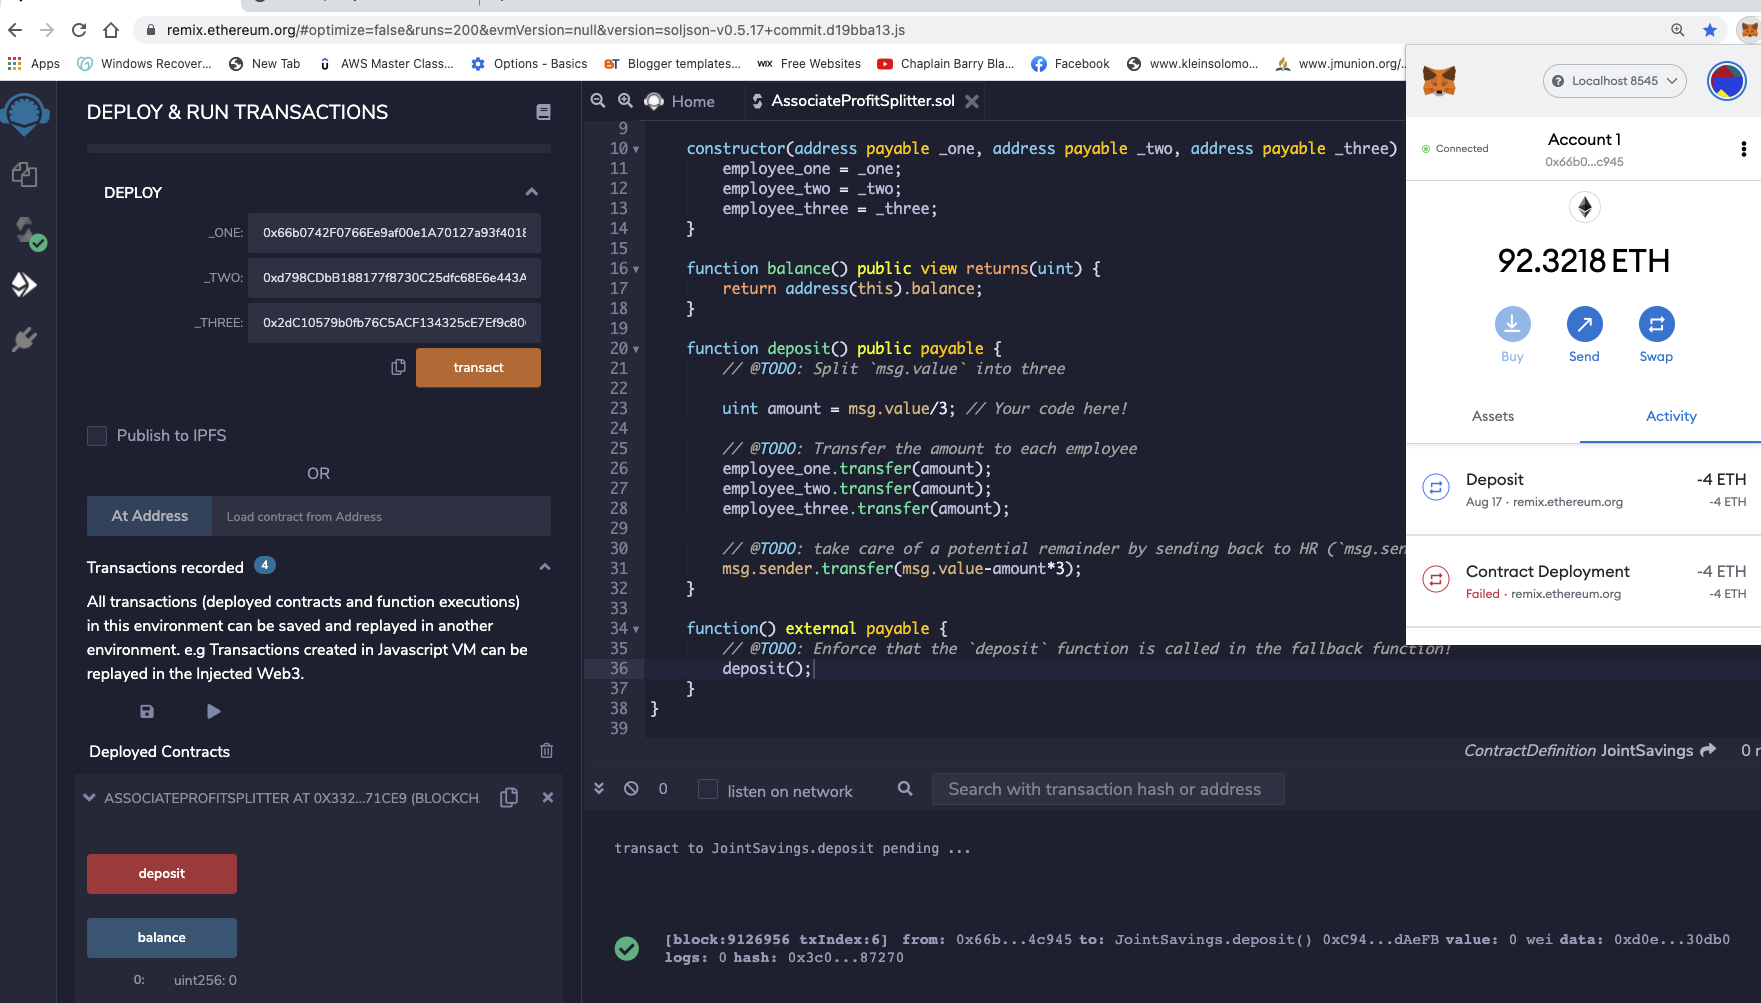 remix.ethereum.org/#optimize=false&runs=200&evmVersion=null&version=soljson-v0.5.17+commit.d19bba13.js
Apps
Windows Recover...
New Tab
AWS Master Class...
Options - Basics
Blogger templates...
WIX Free Websites
Chaplain Barry Bla...
Facebook
www.kleinsolomo...
www.jmunion.org/..
DEPLOY & RUN TRANSACTIONS
DEPLOY
_ONE: 0x66b0742F0766Ee9af00e1A70127a93f4018
_TWO: 0xd798CDbB188177f8730C25dfc68E6e443A
_THREE: 0x2dC10579b0fb76C5ACF134325cE7Ef9c80
transact
Publish to IPFS
OR
At Address
Load contract from Address
Transactions recorded 4
All transactions (deployed contracts and function executions)
in this environment can be saved and replayed in another
environment. e.g Transactions created in Javascript VM can be
replayed in the Injected Web3.
Deployed Contracts
ASSOCIATEPROFITSPLITTER AT 0X332...71CE9 (BLOCKCH
deposit
balance
0: uint256: 0
Home
AssociateProfitSplitter.sol
9
10 constructor(address payable _one, address payable _two, address payable _three)
11 employee_one = _one;
12 employee_two = _two;
13 employee_three = _three;
14 }
15
16 function balance() public view returns(uint) {
17 return address(this).balance;
18 }
19
20 function deposit() public payable {
21 // @TODO: Split `msg.value` into three
22
23 uint amount = msg.value/3; // Your code here!
24
25 // @TODO: Transfer the amount to each employee
26 employee_one.transfer(amount);
27 employee_two.transfer(amount);
28 employee_three.transfer(amount);
29
30 // @TODO: take care of a potential remainder by sending back to HR (`msg.sen
31 msg.sender.transfer(msg.value-amount*3);
32 }
33
34 function() external payable {
35 // @TODO: Enforce that the `deposit` function is called in the fallback function!
36 deposit();
37 }
38 }
39
ContractDefinition JointSavings 0 r
0
listen on network
Search with transaction hash or address
transact to JointSavings.deposit pending ...
[block:9126956 txIndex:6] from: 0x66b...4c945 to: JointSavings.deposit() 0xC94...dAeFB value: 0 wei data: 0xd0e...30db0
logs: 0 hash: 0x3c0...87270
Localhost 8545
Connected
Account 1
0x66b0...c945
92.3218 ETH
Buy
Send
Swap
Assets
Activity
Deposit
-4 ETH
Aug 17 · remix.ethereum.org
-4 ETH
Contract Deployment
-4 ETH
Failed · remix.ethereum.org
-4 ETH